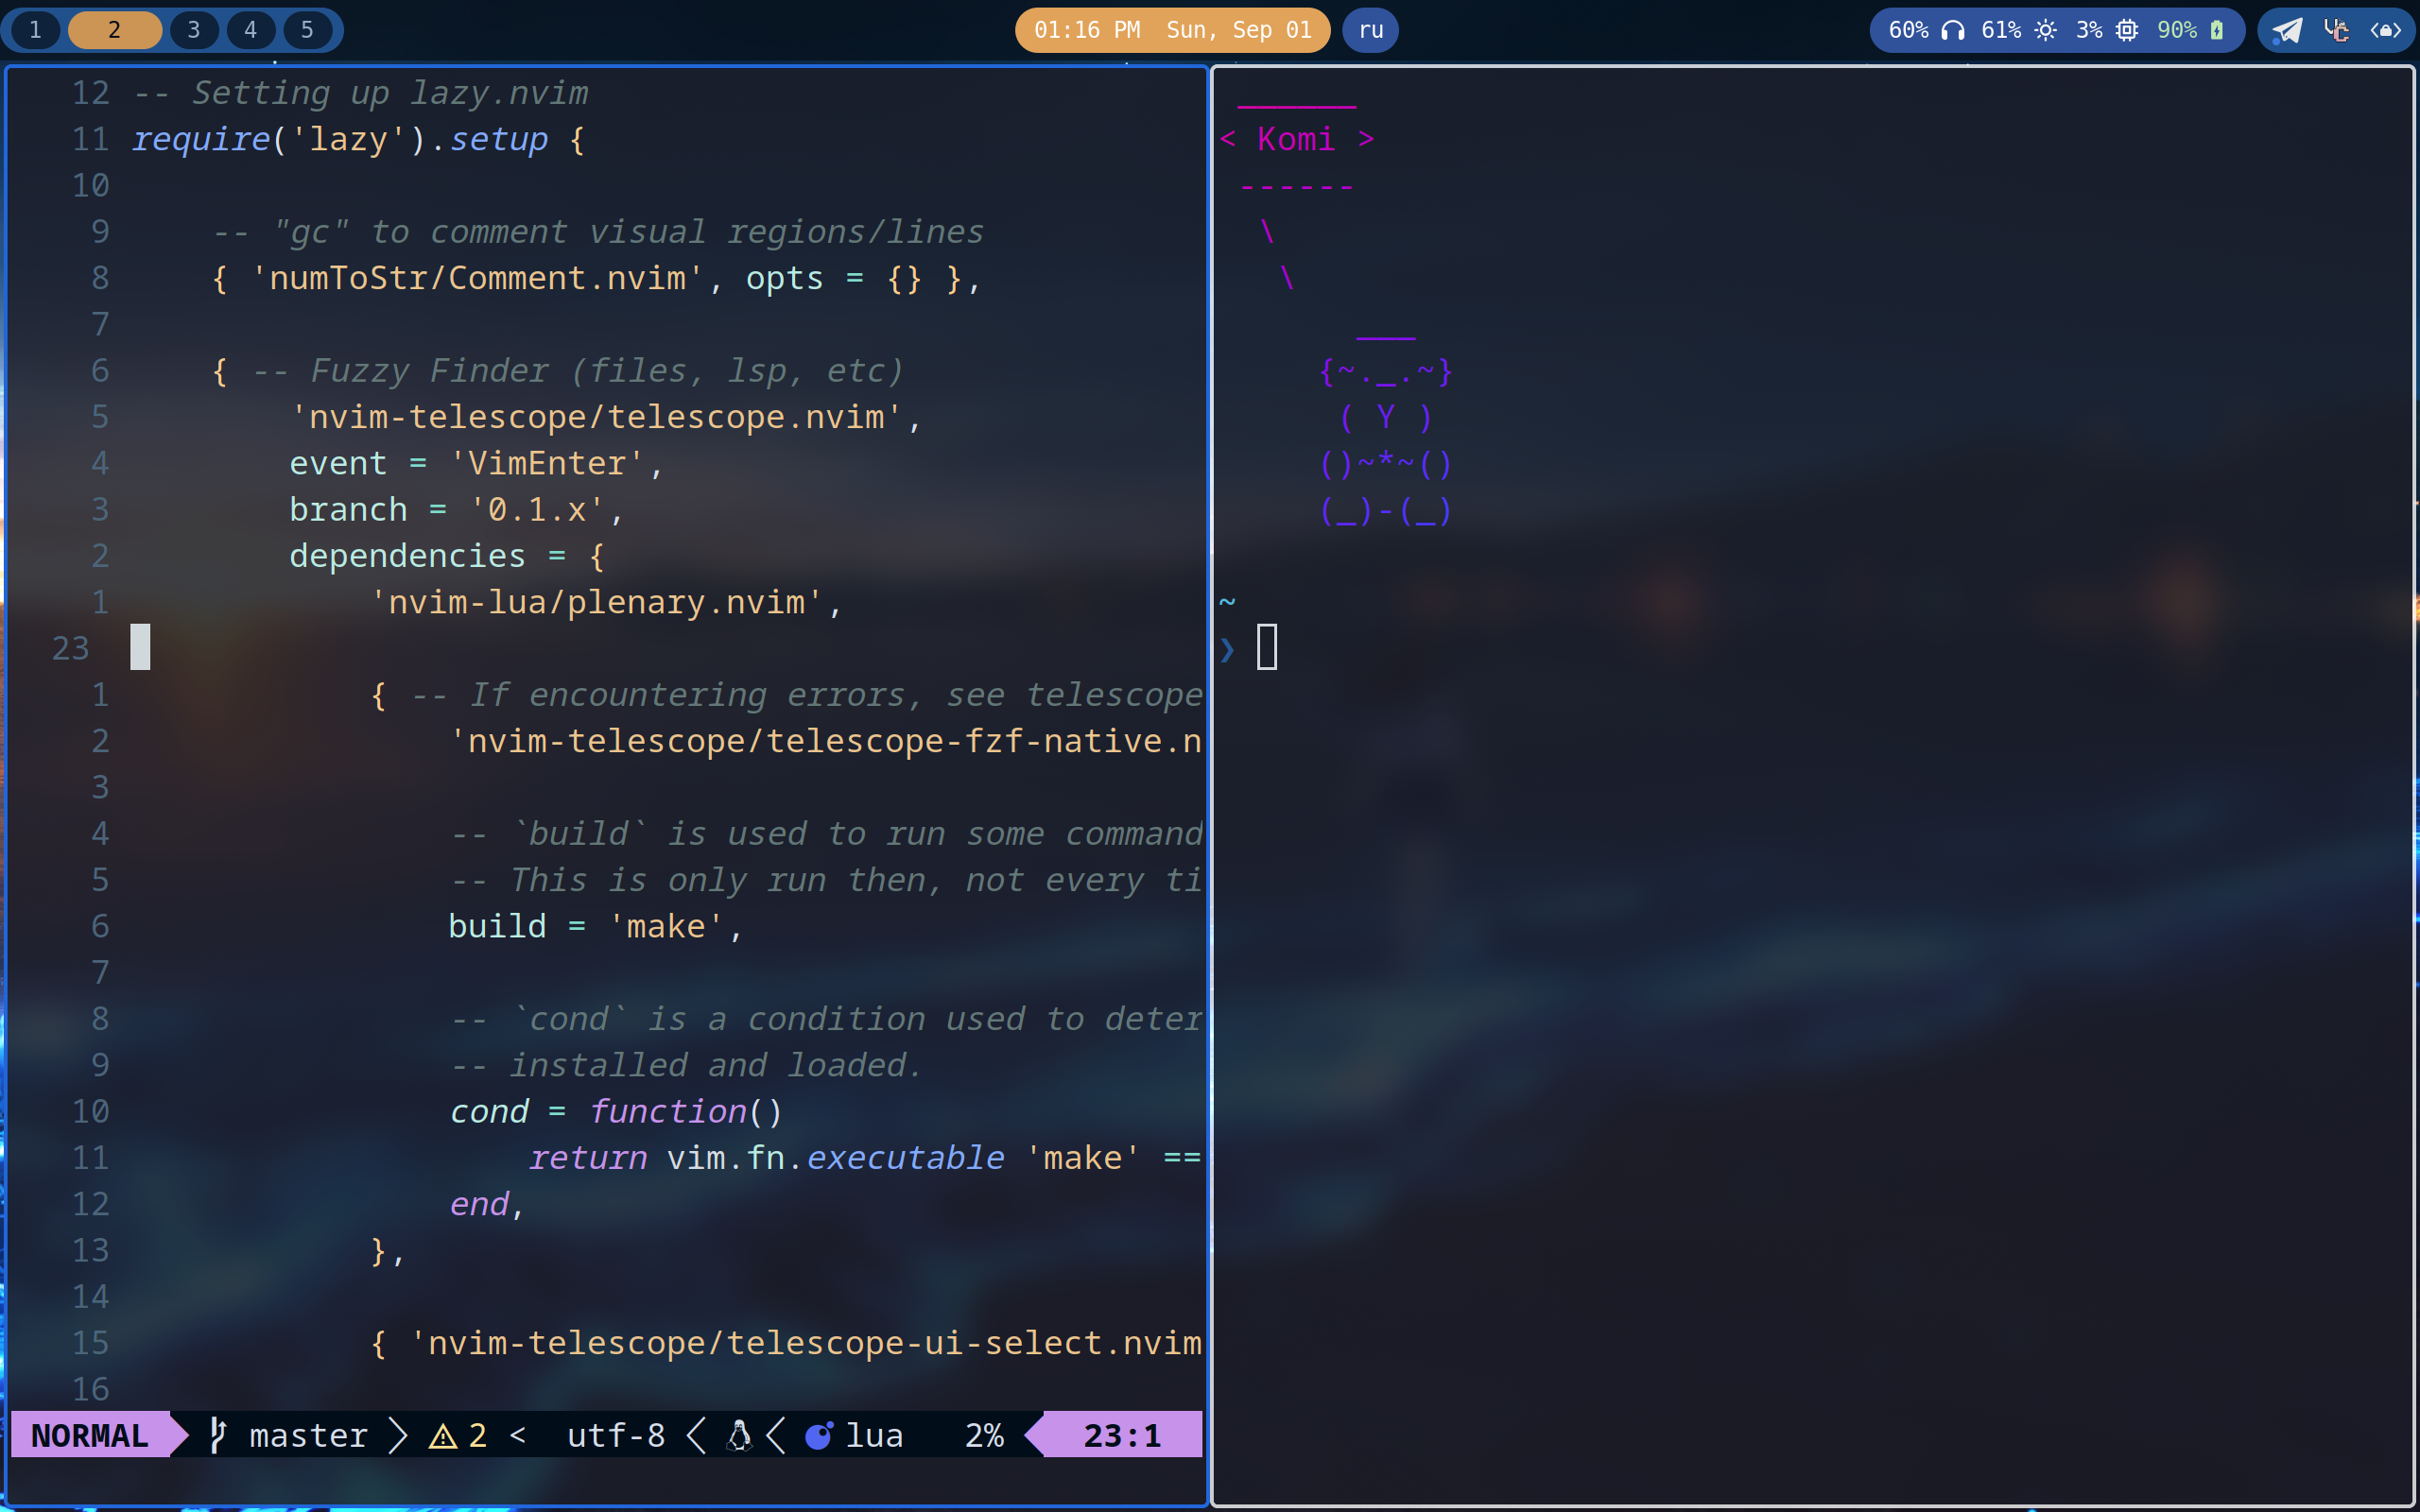 1 2 3 4 5 01:16 PM Sun, Sep 01 ru 60% 61% 3% 90%
12 -- Setting up lazy.nvim
11 require('lazy').setup {
10
9 -- "gc" to comment visual regions/lines
8 { 'numToStr/Comment.nvim', opts = {} },
7
6 { -- Fuzzy Finder (files, lsp, etc)
5 'nvim-telescope/telescope.nvim',
4 event = 'VimEnter',
3 branch = '0.1.x',
2 dependencies = {
1 'nvim-lua/plenary.nvim',
23
1 { -- If encountering errors, see telescope
2 'nvim-telescope/telescope-fzf-native.n
3
4 -- `build` is used to run some command
5 -- This is only run then, not every ti
6 build = 'make',
7
8 -- `cond` is a condition used to deter
9 -- installed and loaded.
10 cond = function()
11 return vim.fn.executable 'make' ==
12 end,
13 },
14
15 { 'nvim-telescope/telescope-ui-select.nvim
16
NORMAL master 2 < utf-8 lua 2% 23:1
______
< Komi >
------
\
\
___
{~._.~}
( Y )
()~*~()
(_)-(_)
~
❯